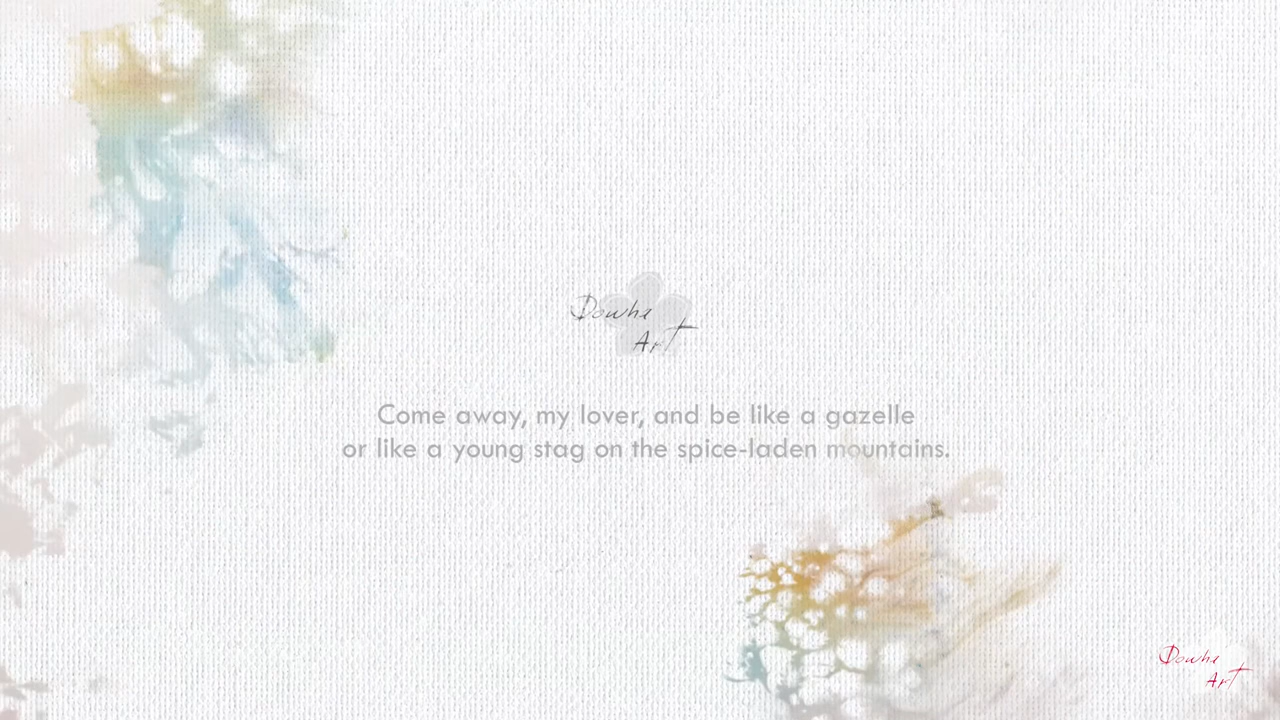 Dowha
Art
Come away, my lover, and be like a gazelle
or like a young stag on the spice-laden mountains.
Dowha
Art